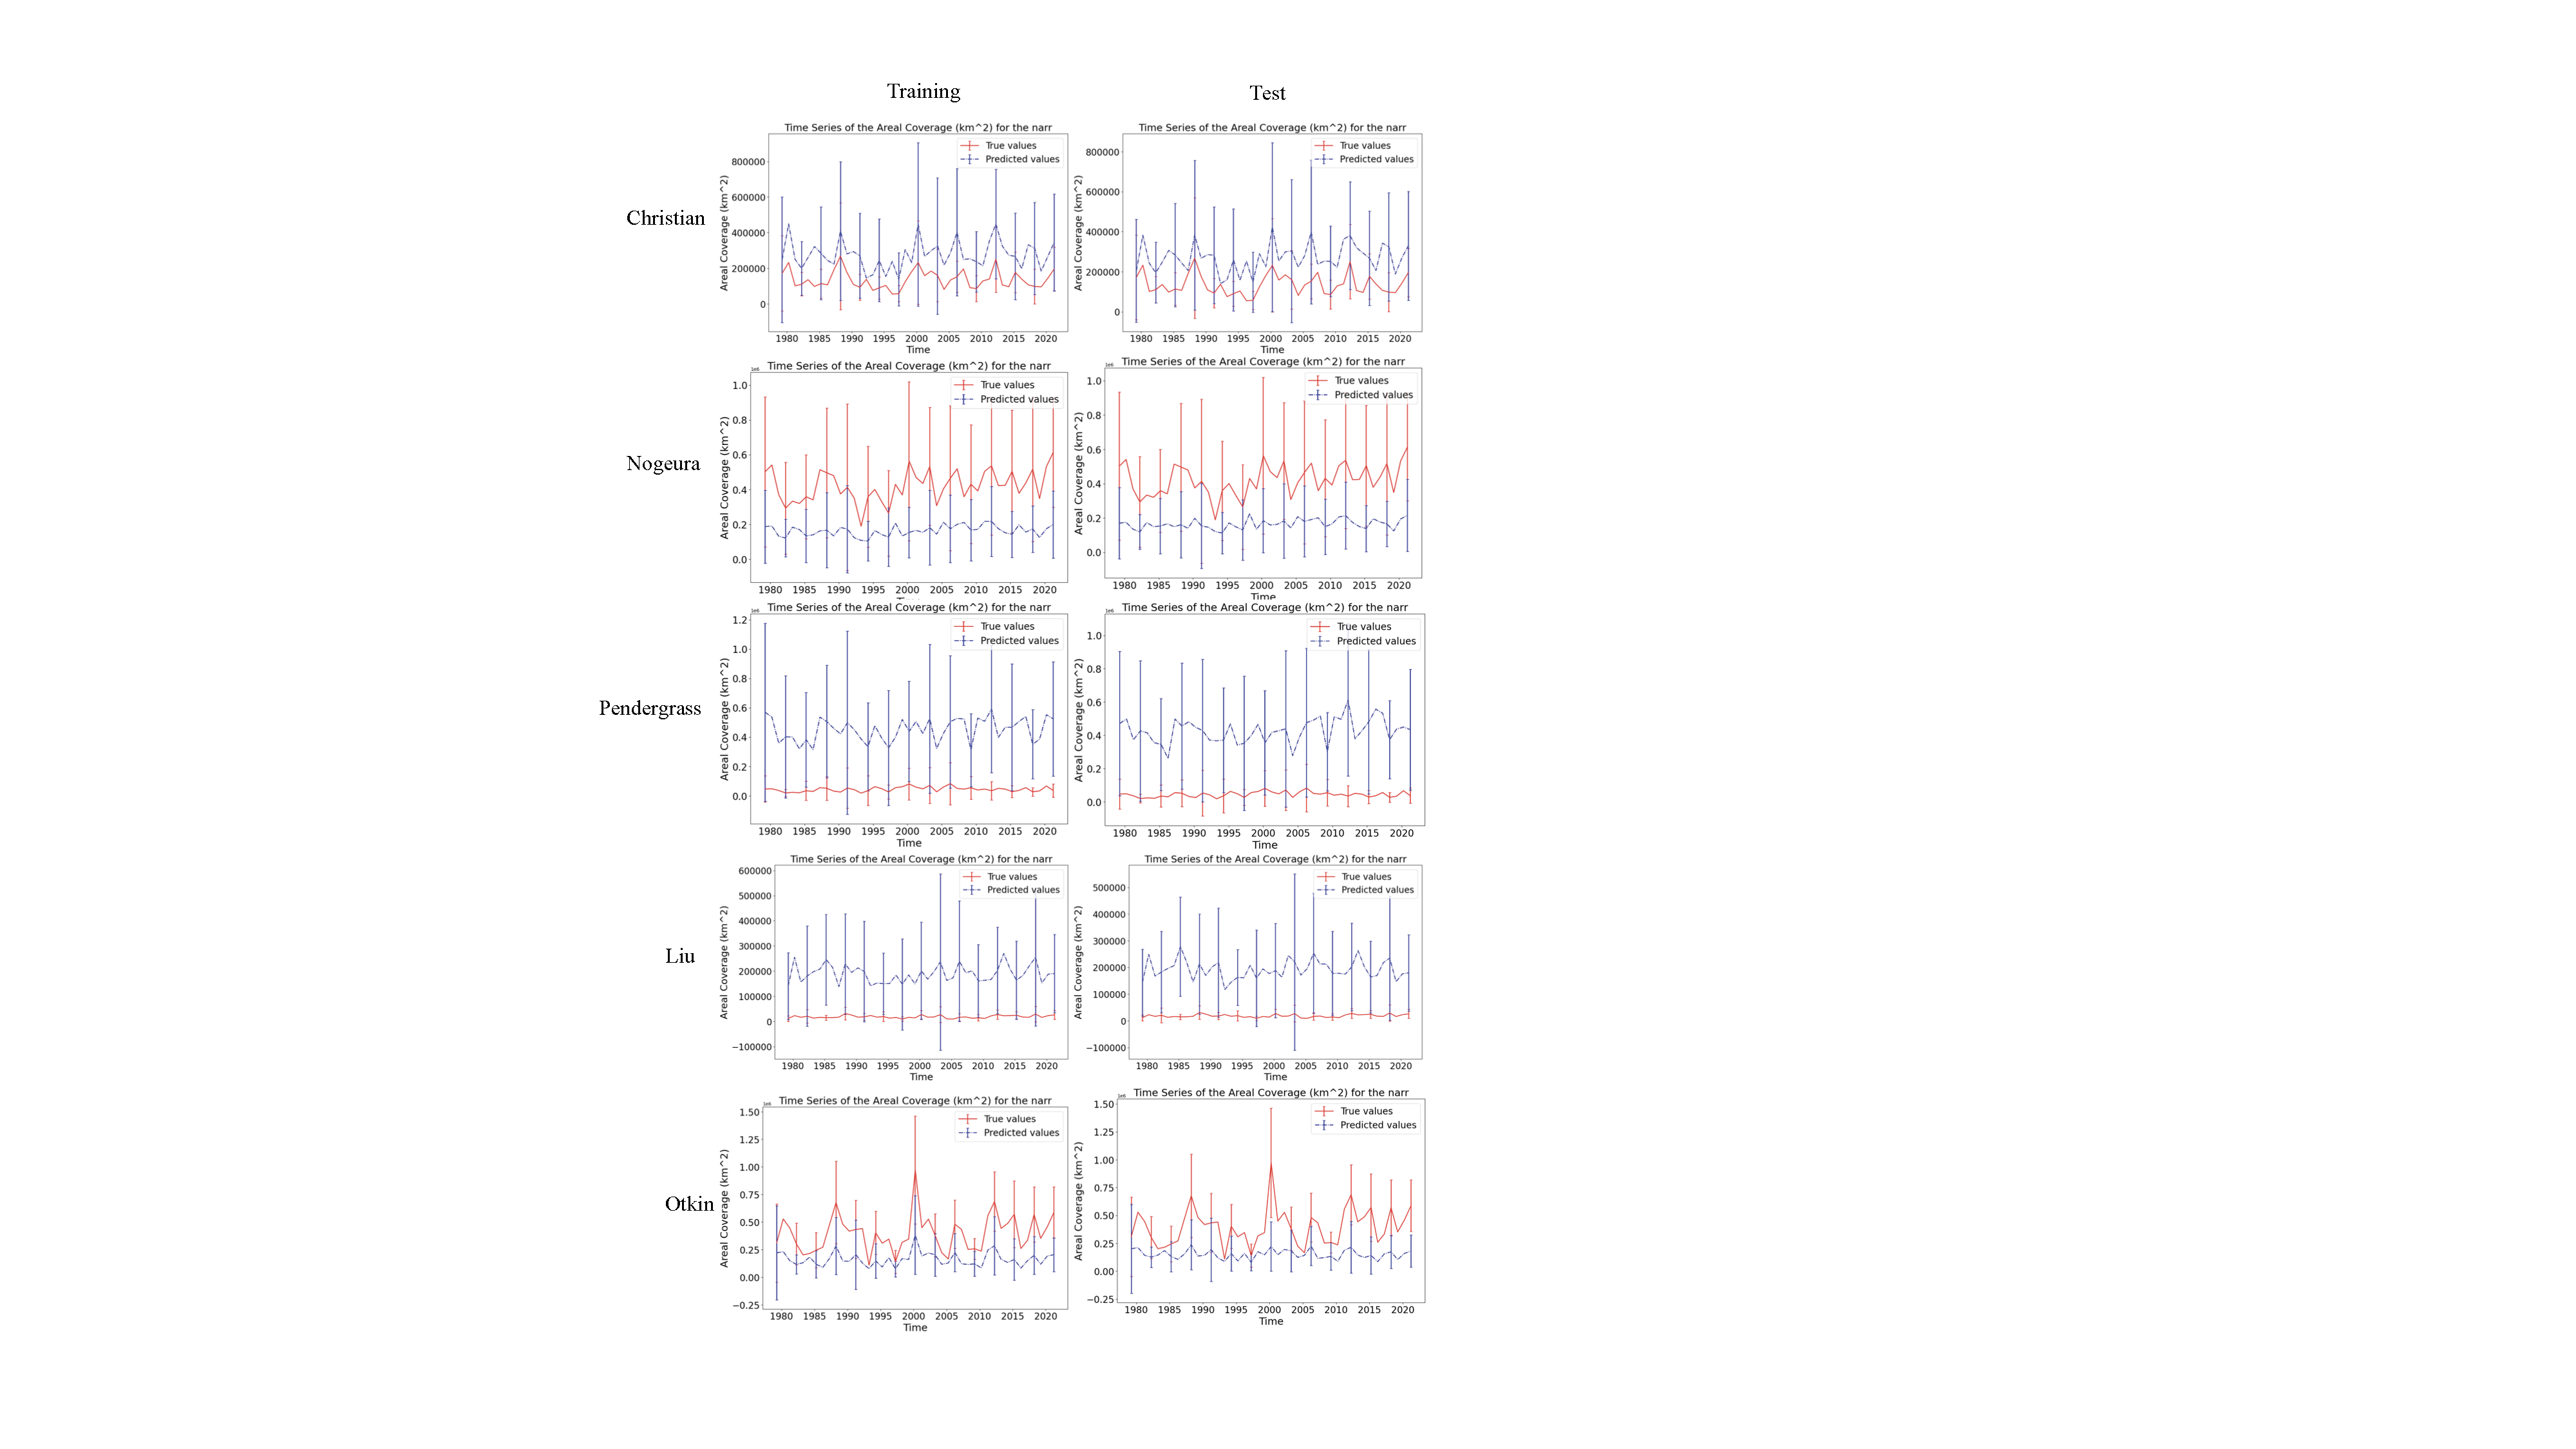 Training
Test
Christian
Time Series of the Areal Coverage (km^2) for the narr
Areal Coverage (km^2)
800000
600000
400000
200000
0
True values
Predicted values
1980 1985 1990 1995 2000 2005 2010 2015 2020
Time
Time Series of the Areal Coverage (km^2) for the narr
Areal Coverage (km^2)
800000
600000
400000
200000
0
True values
Predicted values
1980 1985 1990 1995 2000 2005 2010 2015 2020
Time
Nogeura
Time Series of the Areal Coverage (km^2) for the narr
1e6
Areal Coverage (km^2)
1.0
0.8
0.6
0.4
0.2
0.0
True values
Predicted values
1980 1985 1990 1995 2000 2005 2010 2015 2020
Time Series of the Areal Coverage (km^2) for the narr
1e6
Areal Coverage (km^2)
1.0
0.8
0.6
0.4
0.2
0.0
True values
Predicted values
1980 1985 1990 1995 2000 2005 2010 2015 2020
Time
Pendergrass
Time Series of the Areal Coverage (km^2) for the narr
1e6
Areal Coverage (km^2)
1.2
1.0
0.8
0.6
0.4
0.2
0.0
True values
Predicted values
1980 1985 1990 1995 2000 2005 2010 2015 2020
Time
Time Series of the Areal Coverage (km^2) for the narr
1e6
Areal Coverage (km^2)
1.0
0.8
0.6
0.4
0.2
0.0
True values
Predicted values
1980 1985 1990 1995 2000 2005 2010 2015 2020
Time
Liu
Time Series of the Areal Coverage (km^2) for the narr
Areal Coverage (km^2)
600000
500000
400000
300000
200000
100000
0
−100000
True values
Predicted values
1980 1985 1990 1995 2000 2005 2010 2015 2020
Time
Time Series of the Areal Coverage (km^2) for the narr
Areal Coverage (km^2)
500000
400000
300000
200000
100000
0
−100000
True values
Predicted values
1980 1985 1990 1995 2000 2005 2010 2015 2020
Time
Otkin
Time Series of the Areal Coverage (km^2) for the narr
1e6
Areal Coverage (km^2)
1.50
1.25
1.00
0.75
0.50
0.25
0.00
−0.25
True values
Predicted values
1980 1985 1990 1995 2000 2005 2010 2015 2020
Time
Time Series of the Areal Coverage (km^2) for the narr
1e6
Areal Coverage (km^2)
1.50
1.25
1.00
0.75
0.50
0.25
0.00
−0.25
True values
Predicted values
1980 1985 1990 1995 2000 2005 2010 2015 2020
Time